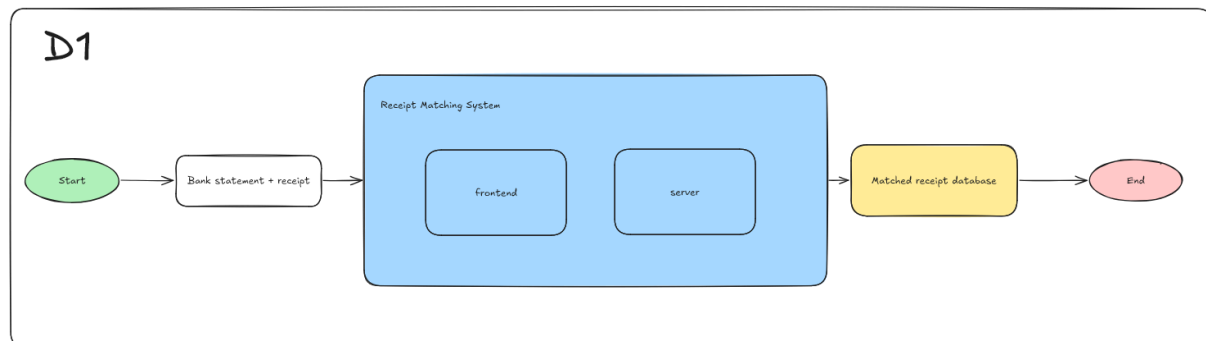 D1
Receipt Matching System
Start
Bank statement + receipt
frontend
server
Matched receipt database
End